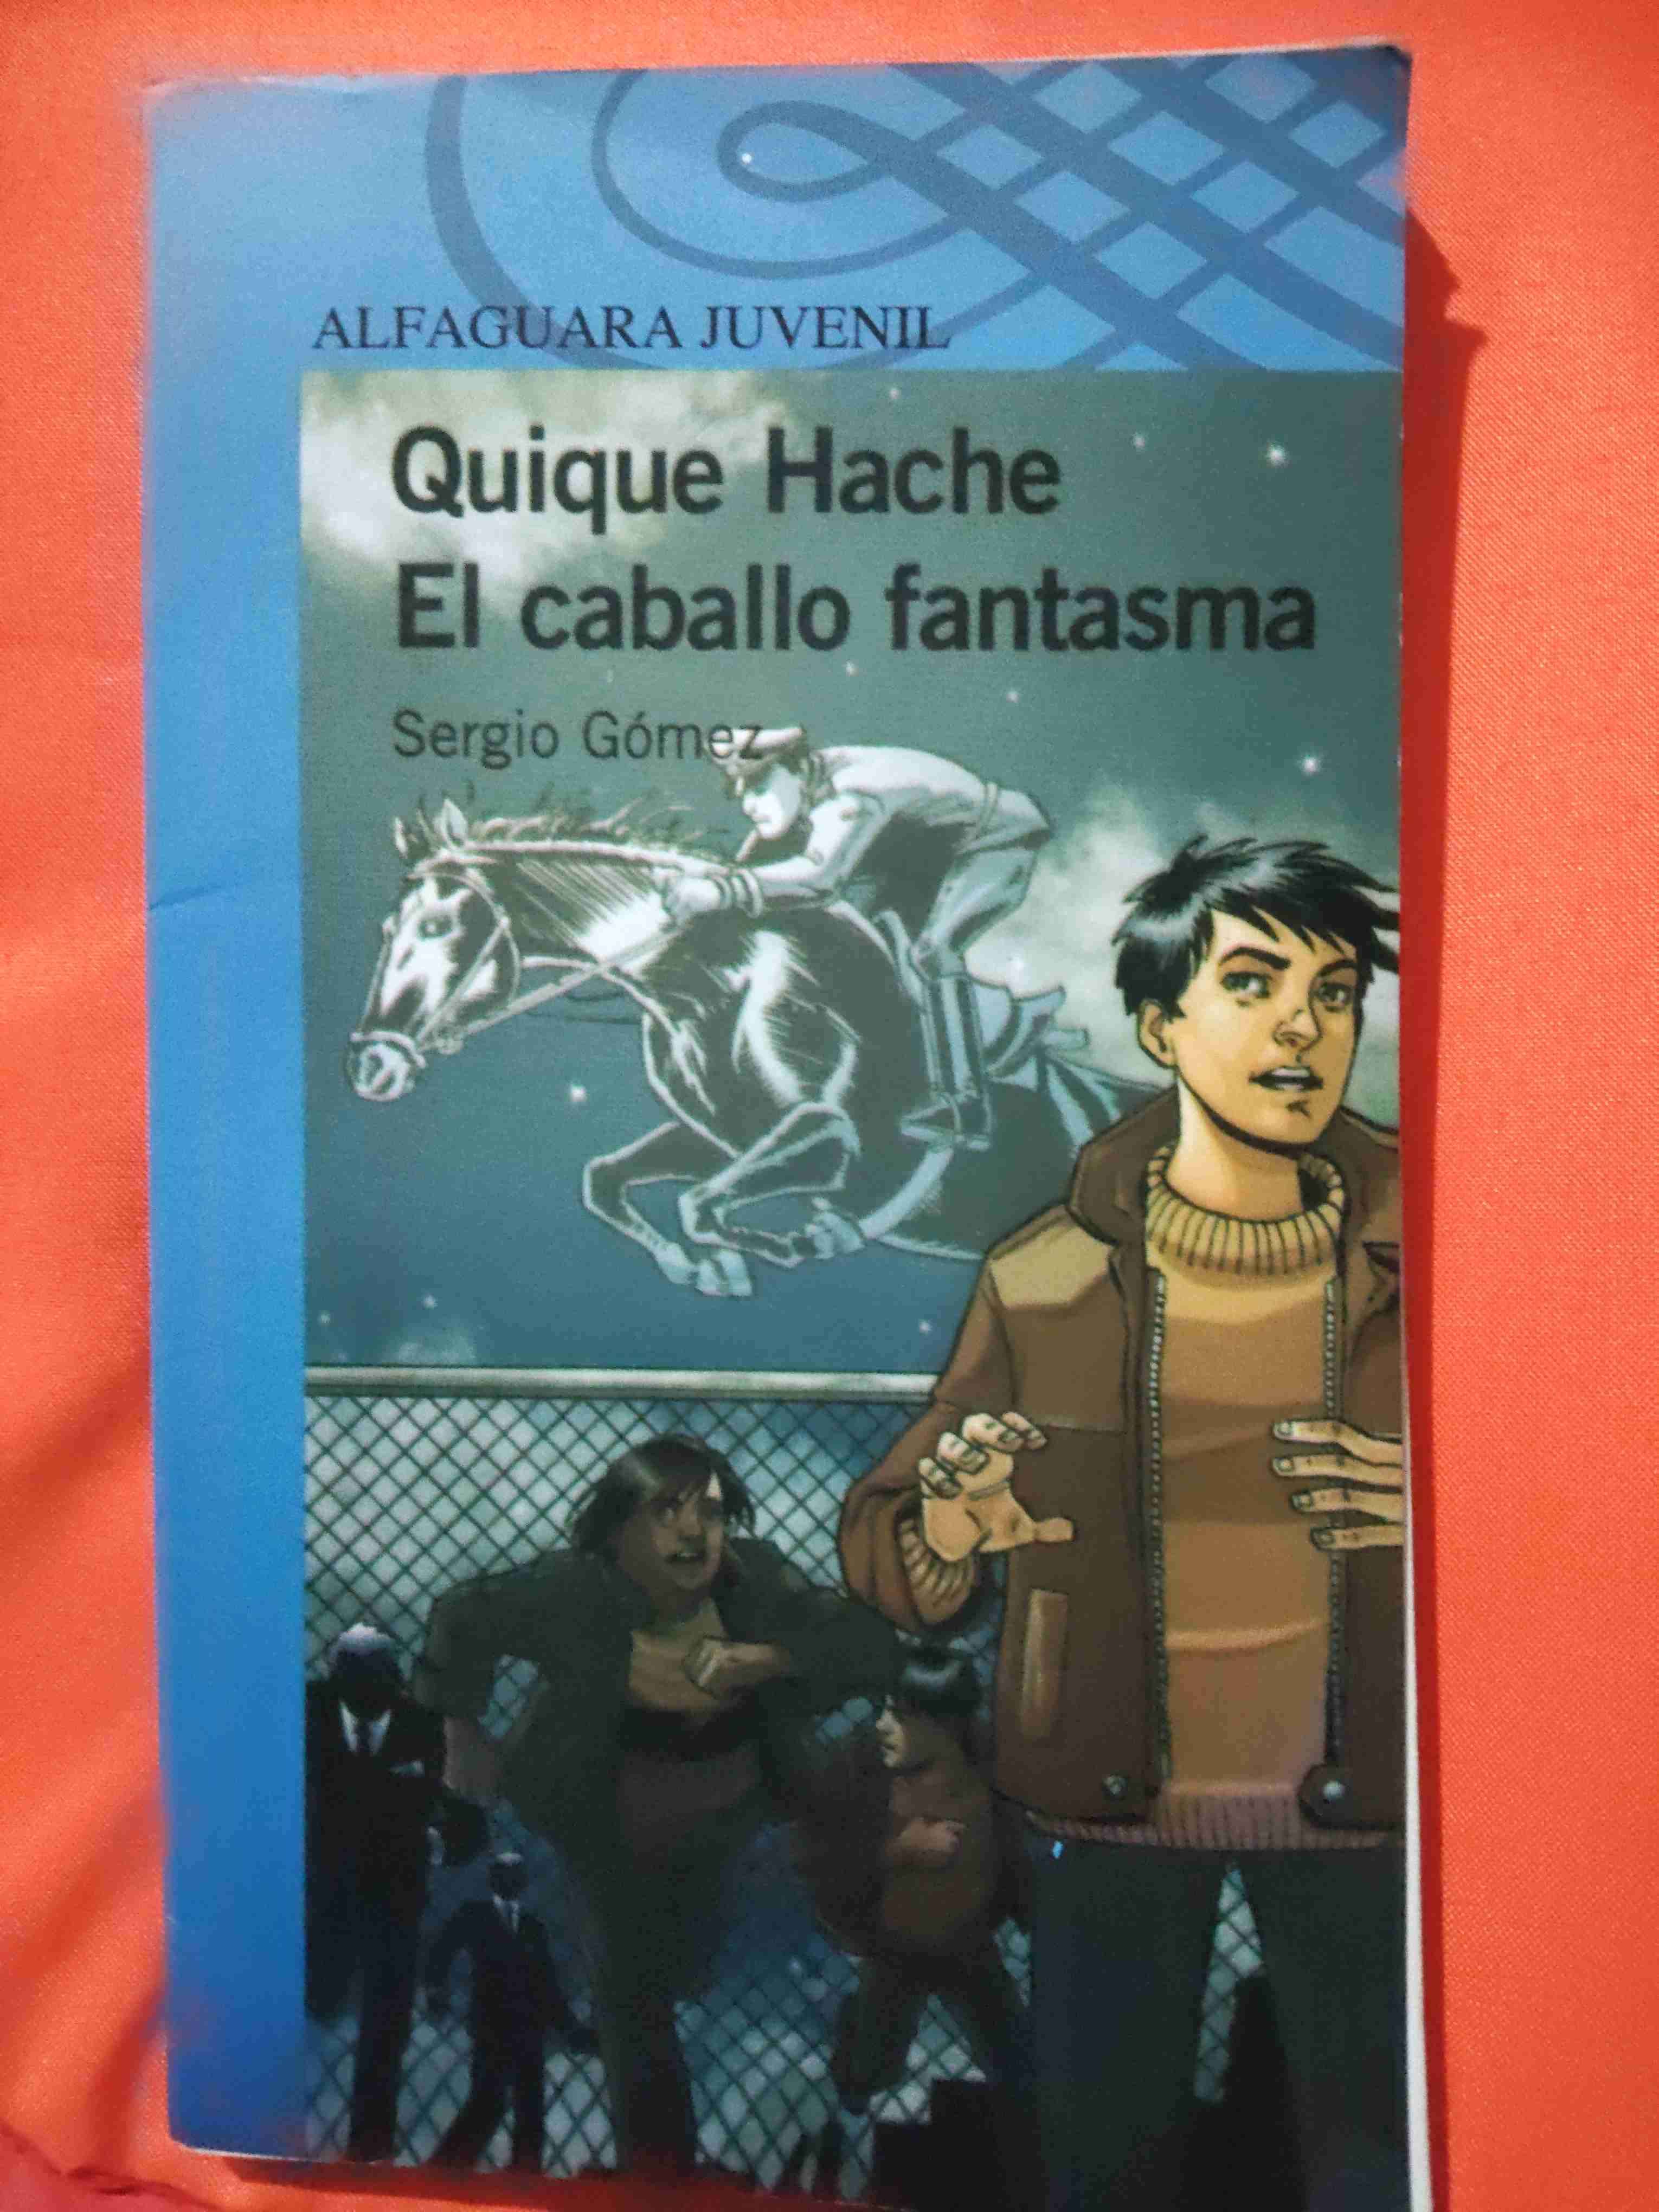 ALFAGUARA JUVENIL
Quique Hache
El caballo fantasma
Sergio Gómez